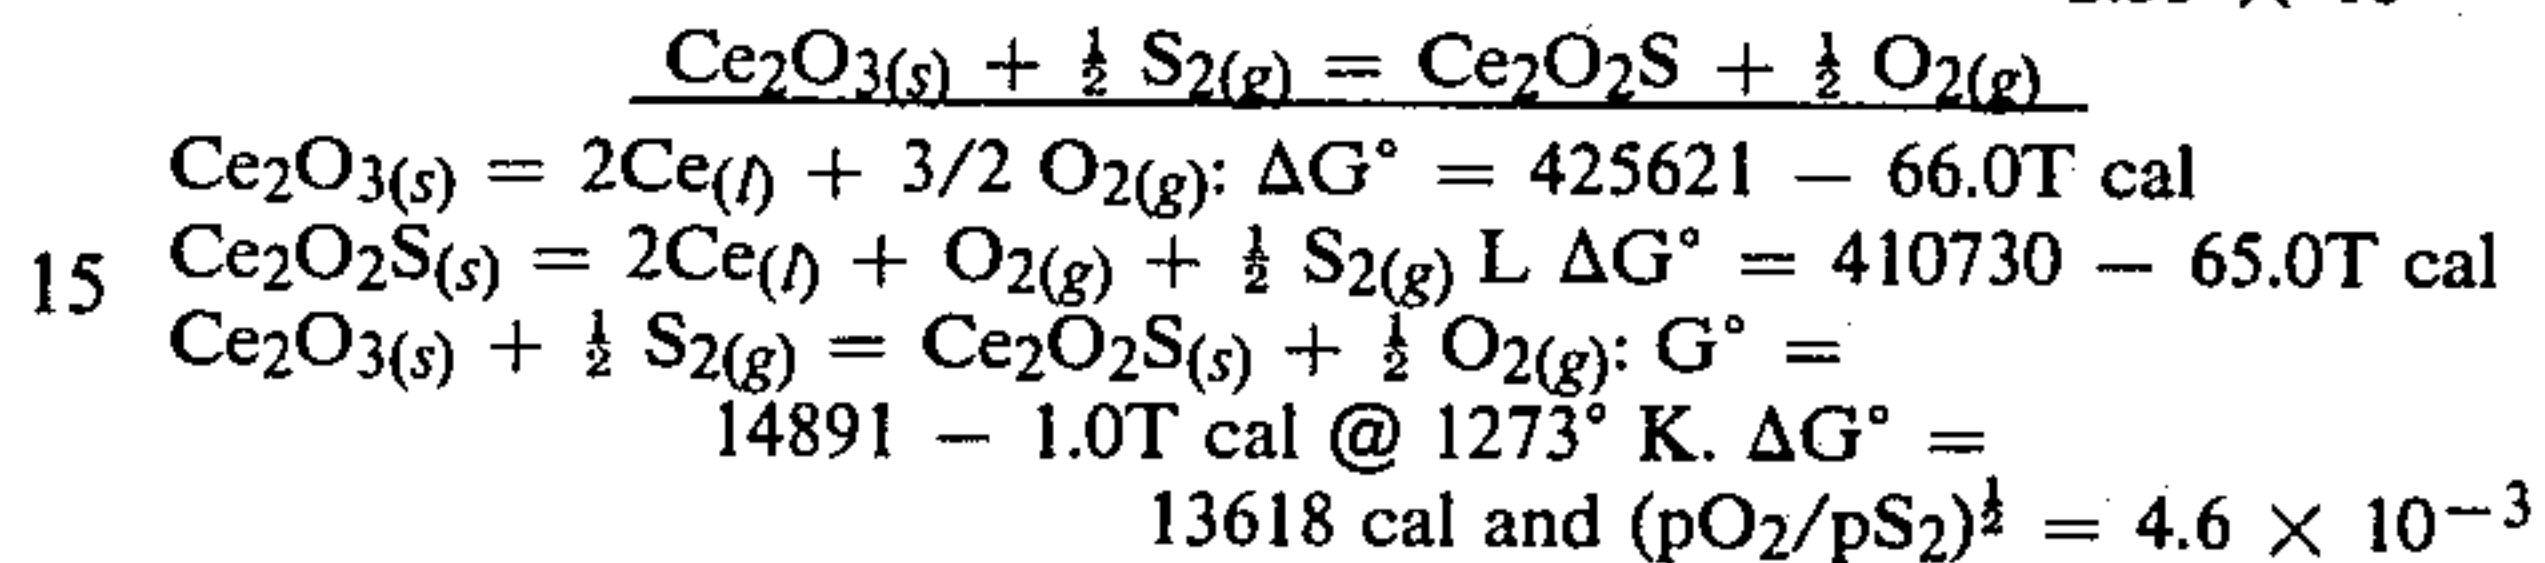 Ce2O3(s) + ½ S2(g) = Ce2O2S + ½ O2(g)
Ce2O3(s) = 2Ce(l) + 3/2 O2(g): ΔG° = 425621 − 66.0T cal
15 Ce2O2S(s) = 2Ce(l) + O2(g) + ½ S2(g) L ΔG° = 410730 − 65.0T cal
Ce2O3(s) + ½ S2(g) = Ce2O2S(s) + ½ O2(g): G° =
14891 − 1.0T cal @ 1273° K. ΔG° =
13618 cal and (pO2/pS2)½ = 4.6 × 10−3